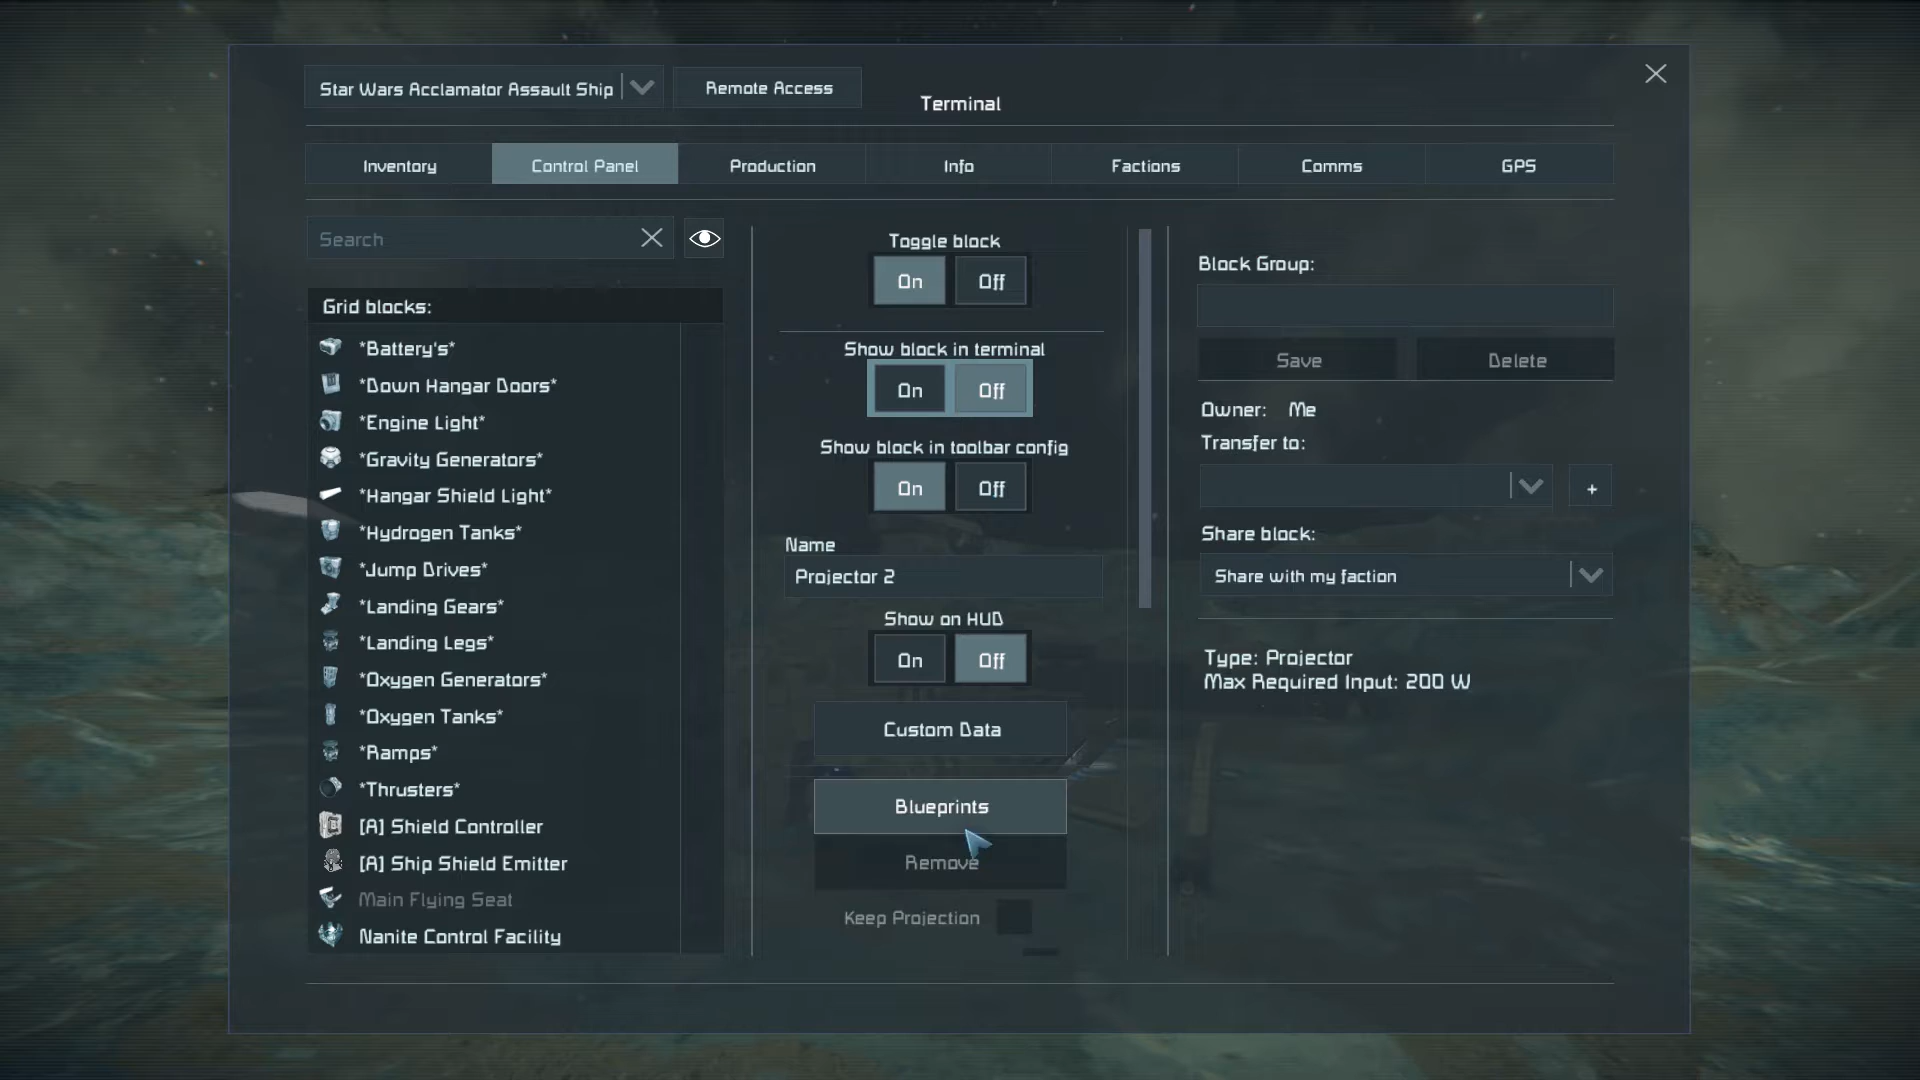 Star Wars Acclamator Assault Ship
Remote Access
Terminal
Inventory
Control Panel
Production
Info
Factions
Comms
GPS
Search
Grid blocks:
*Battery's*
*Down Hangar Doors*
*Engine Light*
*Gravity Generators*
*Hangar Shield Light*
*Hydrogen Tanks*
*Jump Drives*
*Landing Gears*
*Landing Legs*
*Oxygen Generators*
*Oxygen Tanks*
*Ramps*
*Thrusters*
[A] Shield Controller
[A] Ship Shield Emitter
Main Flying Seat
Nanite Control Facility
Toggle block
On Off
Show block in terminal
On Off
Show block in toolbar config
On Off
Name
Projector 2
Show on HUD
On Off
Custom Data
Blueprints
Remove
Keep Projection
Block Group:
Save
Delete
Owner: Me
Transfer to:
+
Share block:
Share with my faction
Type: Projector
Max Required Input: 200 W